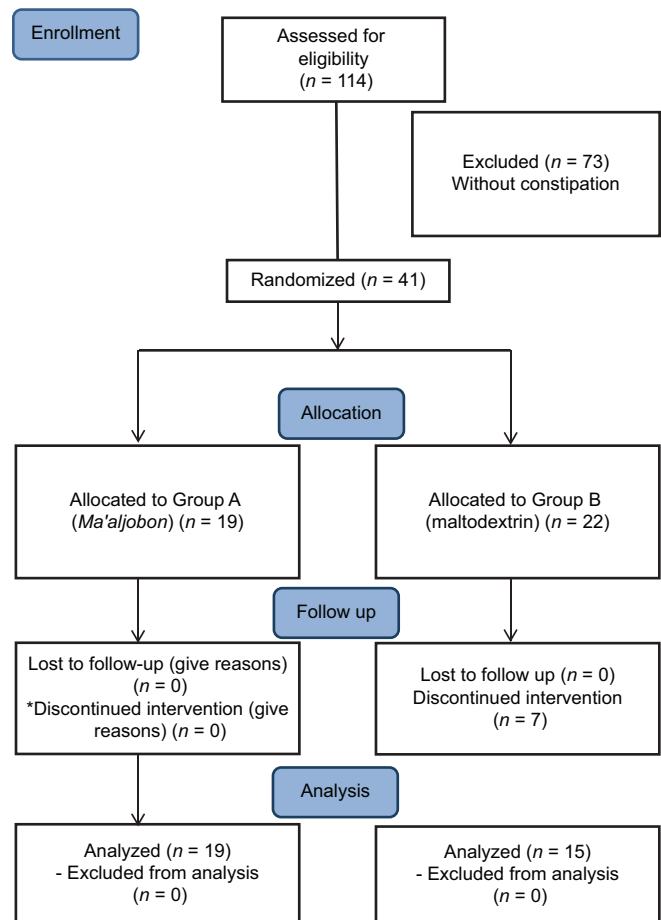 Enrollment
Assessed for
eligibility
(n = 114)
Excluded (n = 73)
Without constipation
Randomized (n = 41)
Allocation
Allocated to Group A
(Ma'aljobon) (n = 19)
Allocated to Group B
(maltodextrin) (n = 22)
Follow up
Lost to follow-up (give reasons)
(n = 0)
*Discontinued intervention (give
reasons) (n = 0)
Lost to follow up (n = 0)
Discontinued intervention
(n = 7)
Analysis
Analyzed (n = 19)
- Excluded from analysis
(n = 0)
Analyzed (n = 15)
- Excluded from analysis
(n = 0)